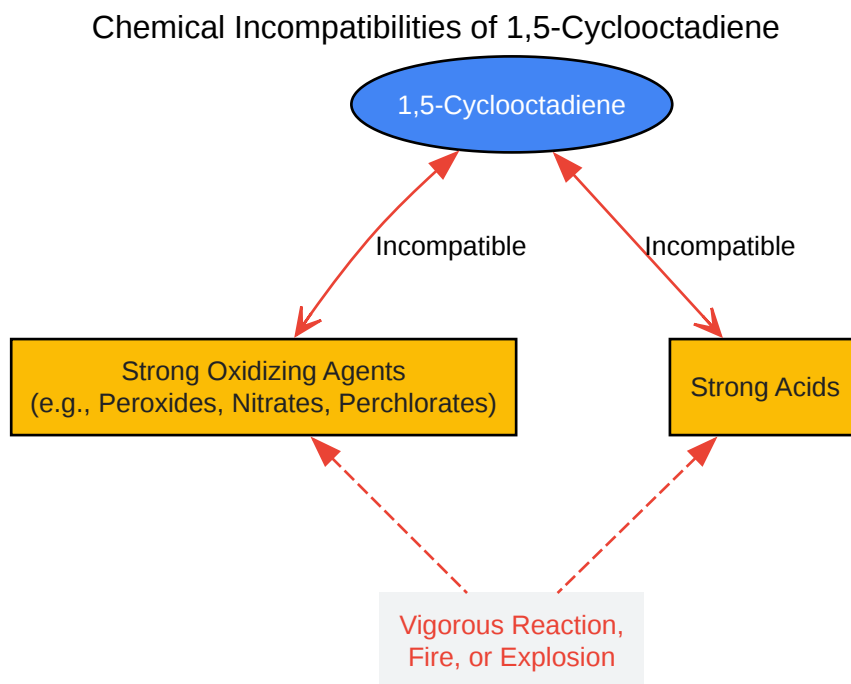 Chemical Incompatibilities of 1,5-Cyclooctadiene
1,5-Cyclooctadiene
Incompatible
Incompatible
Strong Oxidizing Agents
(e.g., Peroxides, Nitrates, Perchlorates)
Strong Acids
Vigorous Reaction,
Fire, or Explosion